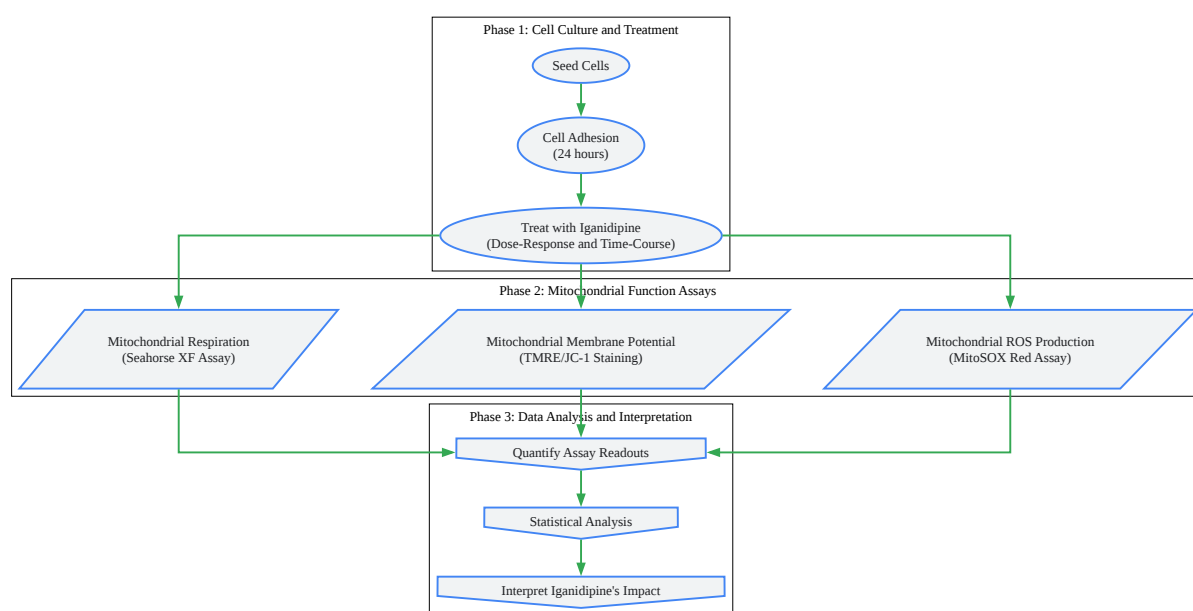 Phase 1: Cell Culture and Treatment
Seed Cells
Cell Adhesion
(24 hours)
Treat with Iganidipine
(Dose-Response and Time-Course)
Phase 2: Mitochondrial Function Assays
Mitochondrial Respiration
(Seahorse XF Assay)
Mitochondrial Membrane Potential
(TMRE/JC-1 Staining)
Mitochondrial ROS Production
(MitoSOX Red Assay)
Phase 3: Data Analysis and Interpretation
Quantify Assay Readouts
Statistical Analysis
Interpret Iganidipine's Impact